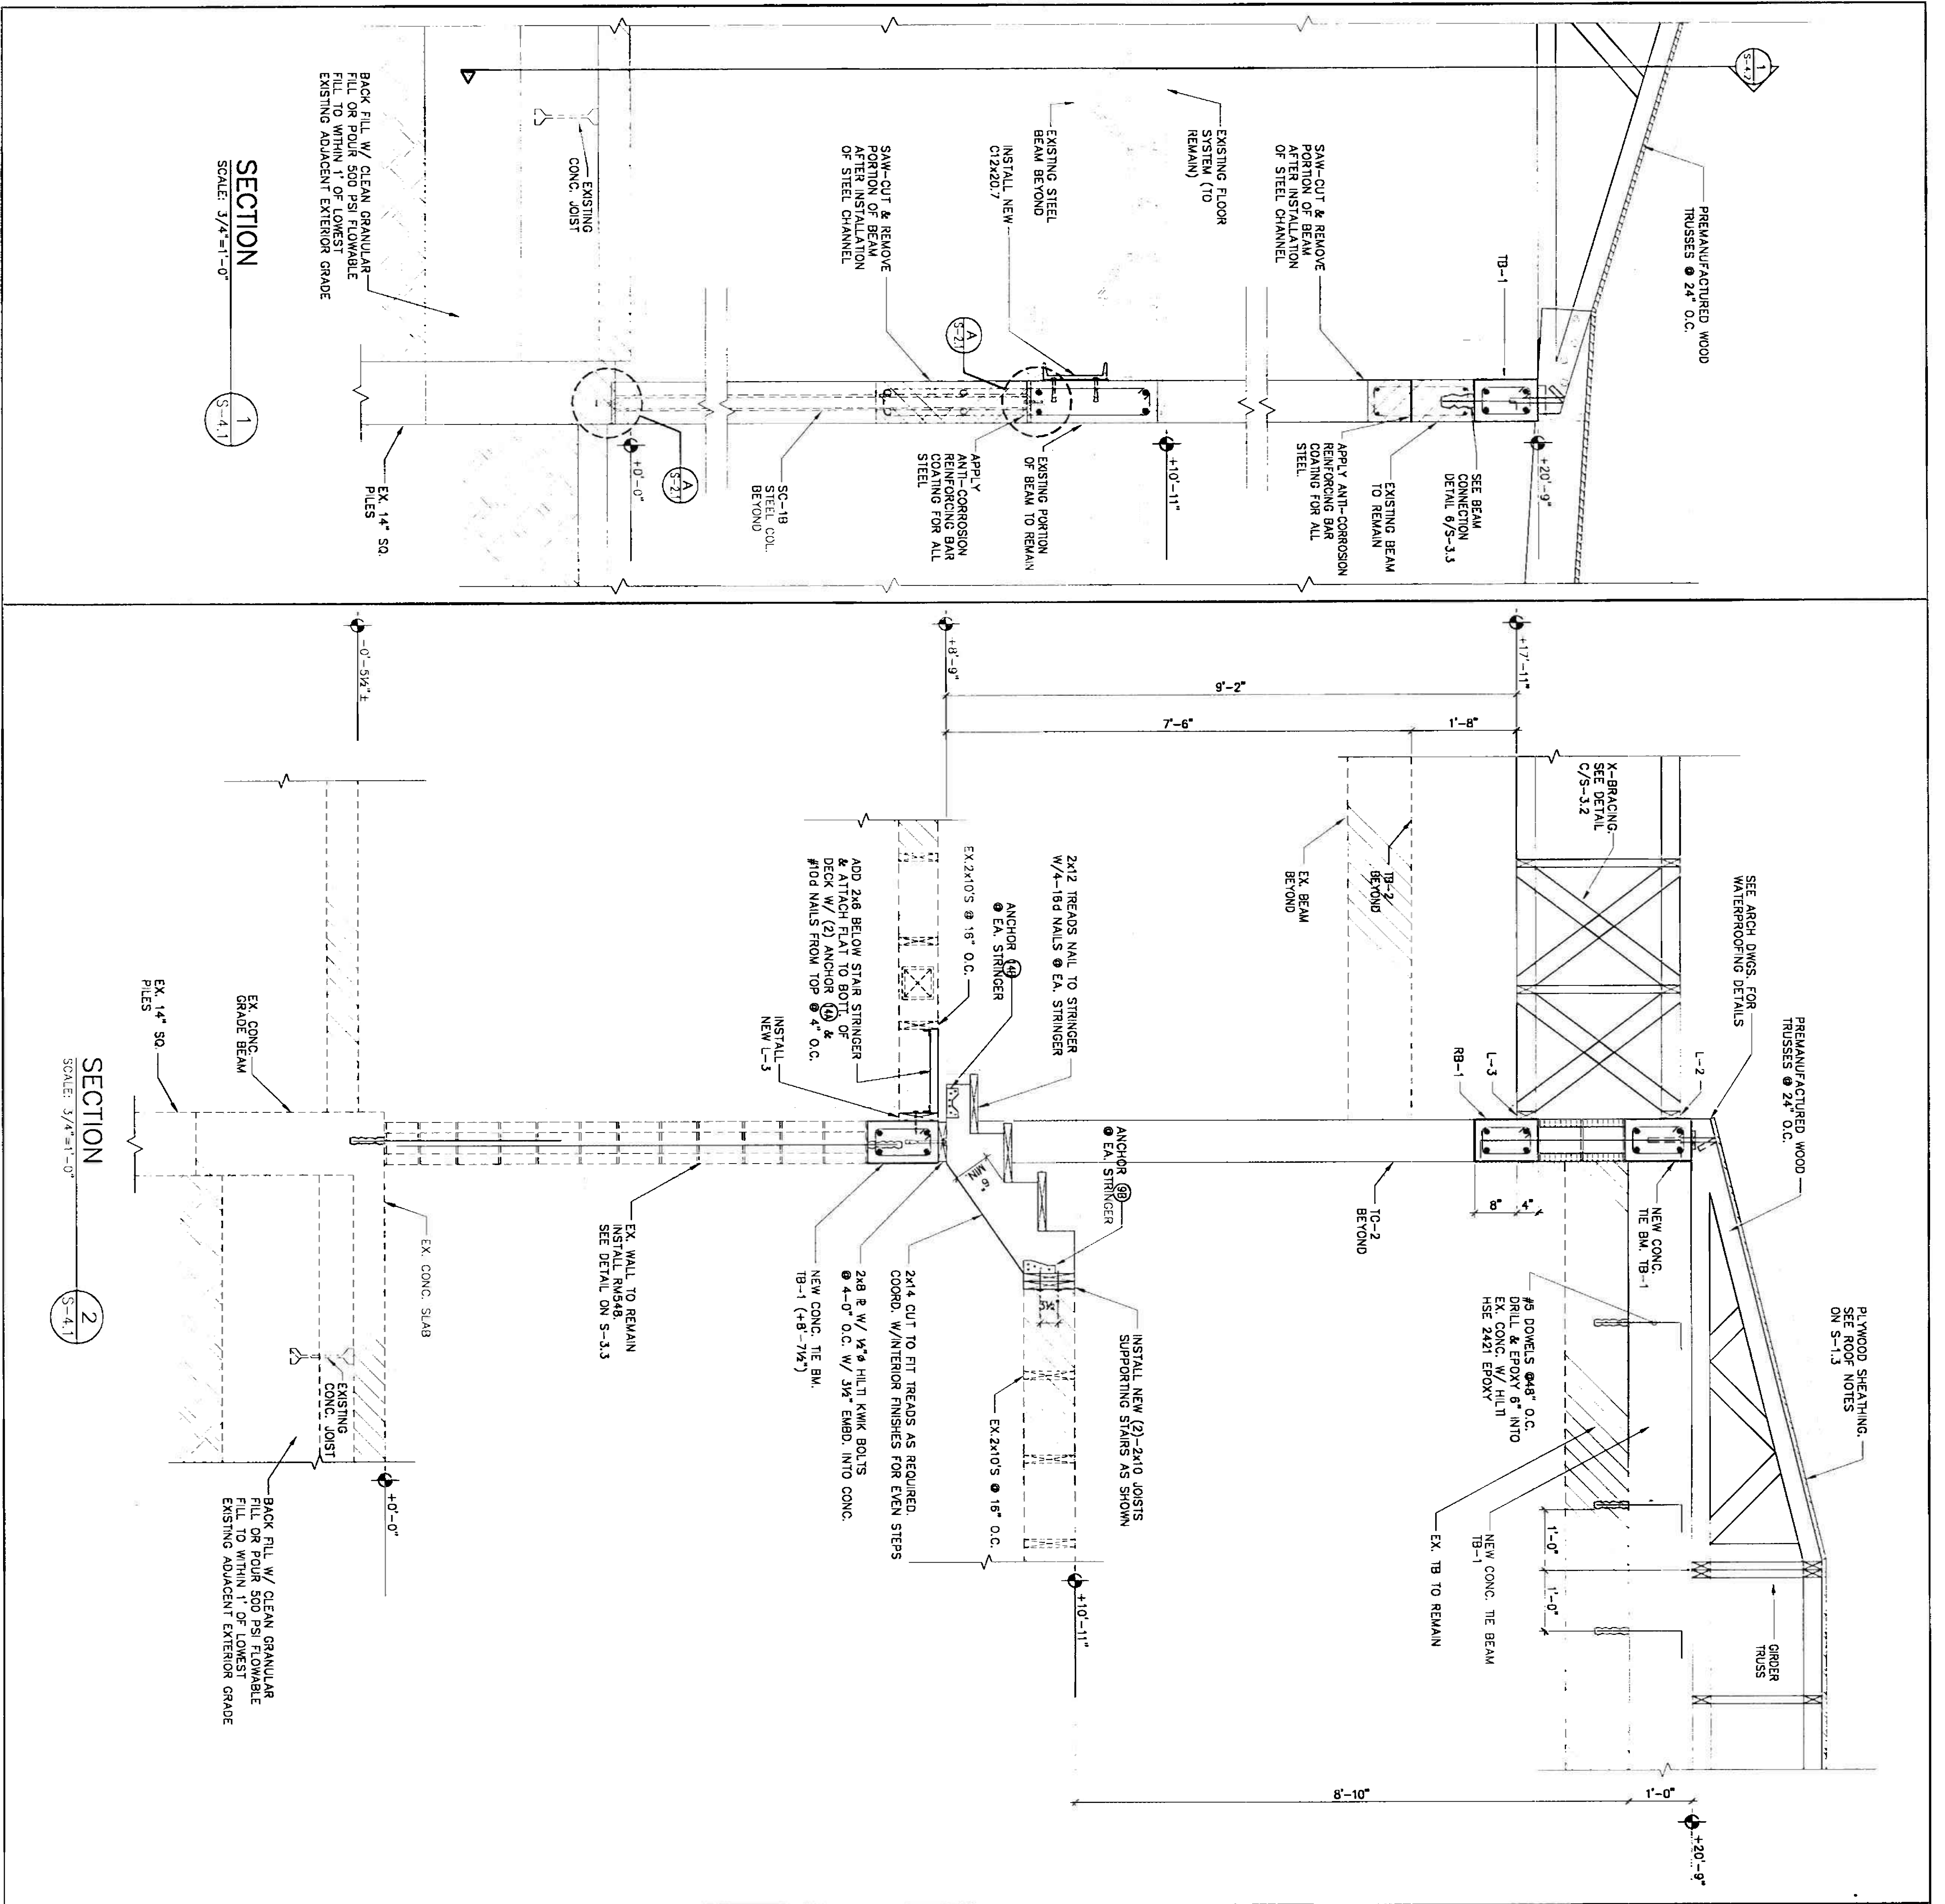 1
S-4.2
PREMANUFACTURED WOOD
TRUSSES @ 24" O.C.
TB-1
+20'-9"
SEE BEAM
CONNECTION
DETAIL 6/S-3.3
SAW-CUT & REMOVE
PORTION OF BEAM
AFTER INSTALLATION
OF STEEL CHANNEL
EXISTING BEAM
TO REMAIN
APPLY ANTI-CORROSION
REINFORCING BAR
COATING FOR ALL
STEEL.
EXISTING FLOOR
SYSTEM (TO
REMAIN)
+10'-11"
EXISTING STEEL
BEAM BEYOND
INSTALL NEW
C12x20.7
EXISTING PORTION
OF BEAM TO REMAIN
A
S-2.1
APPLY
ANTI-CORROSION
REINFORCING BAR
COATING FOR ALL
STEEL
SAW-CUT & REMOVE
PORTION OF BEAM
AFTER INSTALLATION
OF STEEL CHANNEL
SC-1B
STEEL COL.
BEYOND
A
S-2.1
+0'-0"
EXISTING
CONC. JOIST
EX. 14" SQ.
PILES
BACK FILL W/ CLEAN GRANULAR
FILL OR POUR 500 PSI FLOWABLE
FILL TO WITHIN 1' OF LOWEST
EXISTING ADJACENT EXTERIOR GRADE
SECTION
SCALE: 3/4"=1'-0"
1
S-4.1
PLYWOOD SHEATHING.
SEE ROOF NOTES
ON S-1.3
PREMANUFACTURED WOOD
TRUSSES @ 24" O.C.
SEE ARCH DWGS. FOR
WATERPROOFING DETAILS
GIRDER
TRUSS
L-2
X-BRACING.
SEE DETAIL
C/S-3.2
NEW CONC.
TIE BM. TB-1
+20'-9"
1'-0"
8'-10"
+17'-11"
L-3
RB-1
4"
8"
#5 DOWELS @48" O.C.
DRILL & EPOXY 6" INTO
EX. CONC. W/ HILTI
HSE 2421 EPOXY
1'-0"
1'-0"
NEW CONC. TIE BEAM
TB-1
EX. TB TO REMAIN
1'-8"
7'-6"
9'-2"
TB-2
BEYOND
EX. BEAM
BEYOND
TC-2
BEYOND
2x12 TREADS NAIL TO STRINGER
W/4-16d NAILS @ EA. STRINGER
ANCHOR 9B
@ EA. STRINGER
INSTALL NEW (2)-2x10 JOISTS
SUPPORTING STAIRS AS SHOWN
+10'-11"
ANCHOR 14B
@ EA. STRINGER
6"
MIN.
5½"
EX.2x10'S @ 16" O.C.
EX.2x10'S @ 16" O.C.
+8'-9"
2x14 CUT TO FIT TREADS AS REQUIRED.
COORD. W/INTERIOR FINISHES FOR EVEN STEPS
ADD 2x6 BELOW STAIR STRINGER
& ATTACH FLAT TO BOTT. OF
DECK W/ (2) ANCHOR 14A &
#10d NAILS FROM TOP @ 4" O.C.
2x8 ℞ W/ ½"ø HILTI KWIK BOLTS
@ 4-0" O.C. W/ 3½" EMBD. INTO CONC.
NEW CONC. TIE BM.
TB-1 (+8'-7½")
INSTALL
NEW L-3
EX. WALL TO REMAIN
INSTALL RM548.
SEE DETAIL ON S-3.3
EX. CONC. SLAB
+0'-0"
-0'-5½"±
EXISTING
CONC. JOIST
EX. CONC.
GRADE BEAM
EX. 14" SQ.
PILES
BACK FILL W/ CLEAN GRANULAR
FILL OR POUR 500 PSI FLOWABLE
FILL TO WITHIN 1' OF LOWEST
EXISTING ADJACENT EXTERIOR GRADE
SECTION
SCALE: 3/4"=1'-0"
2
S-4.1